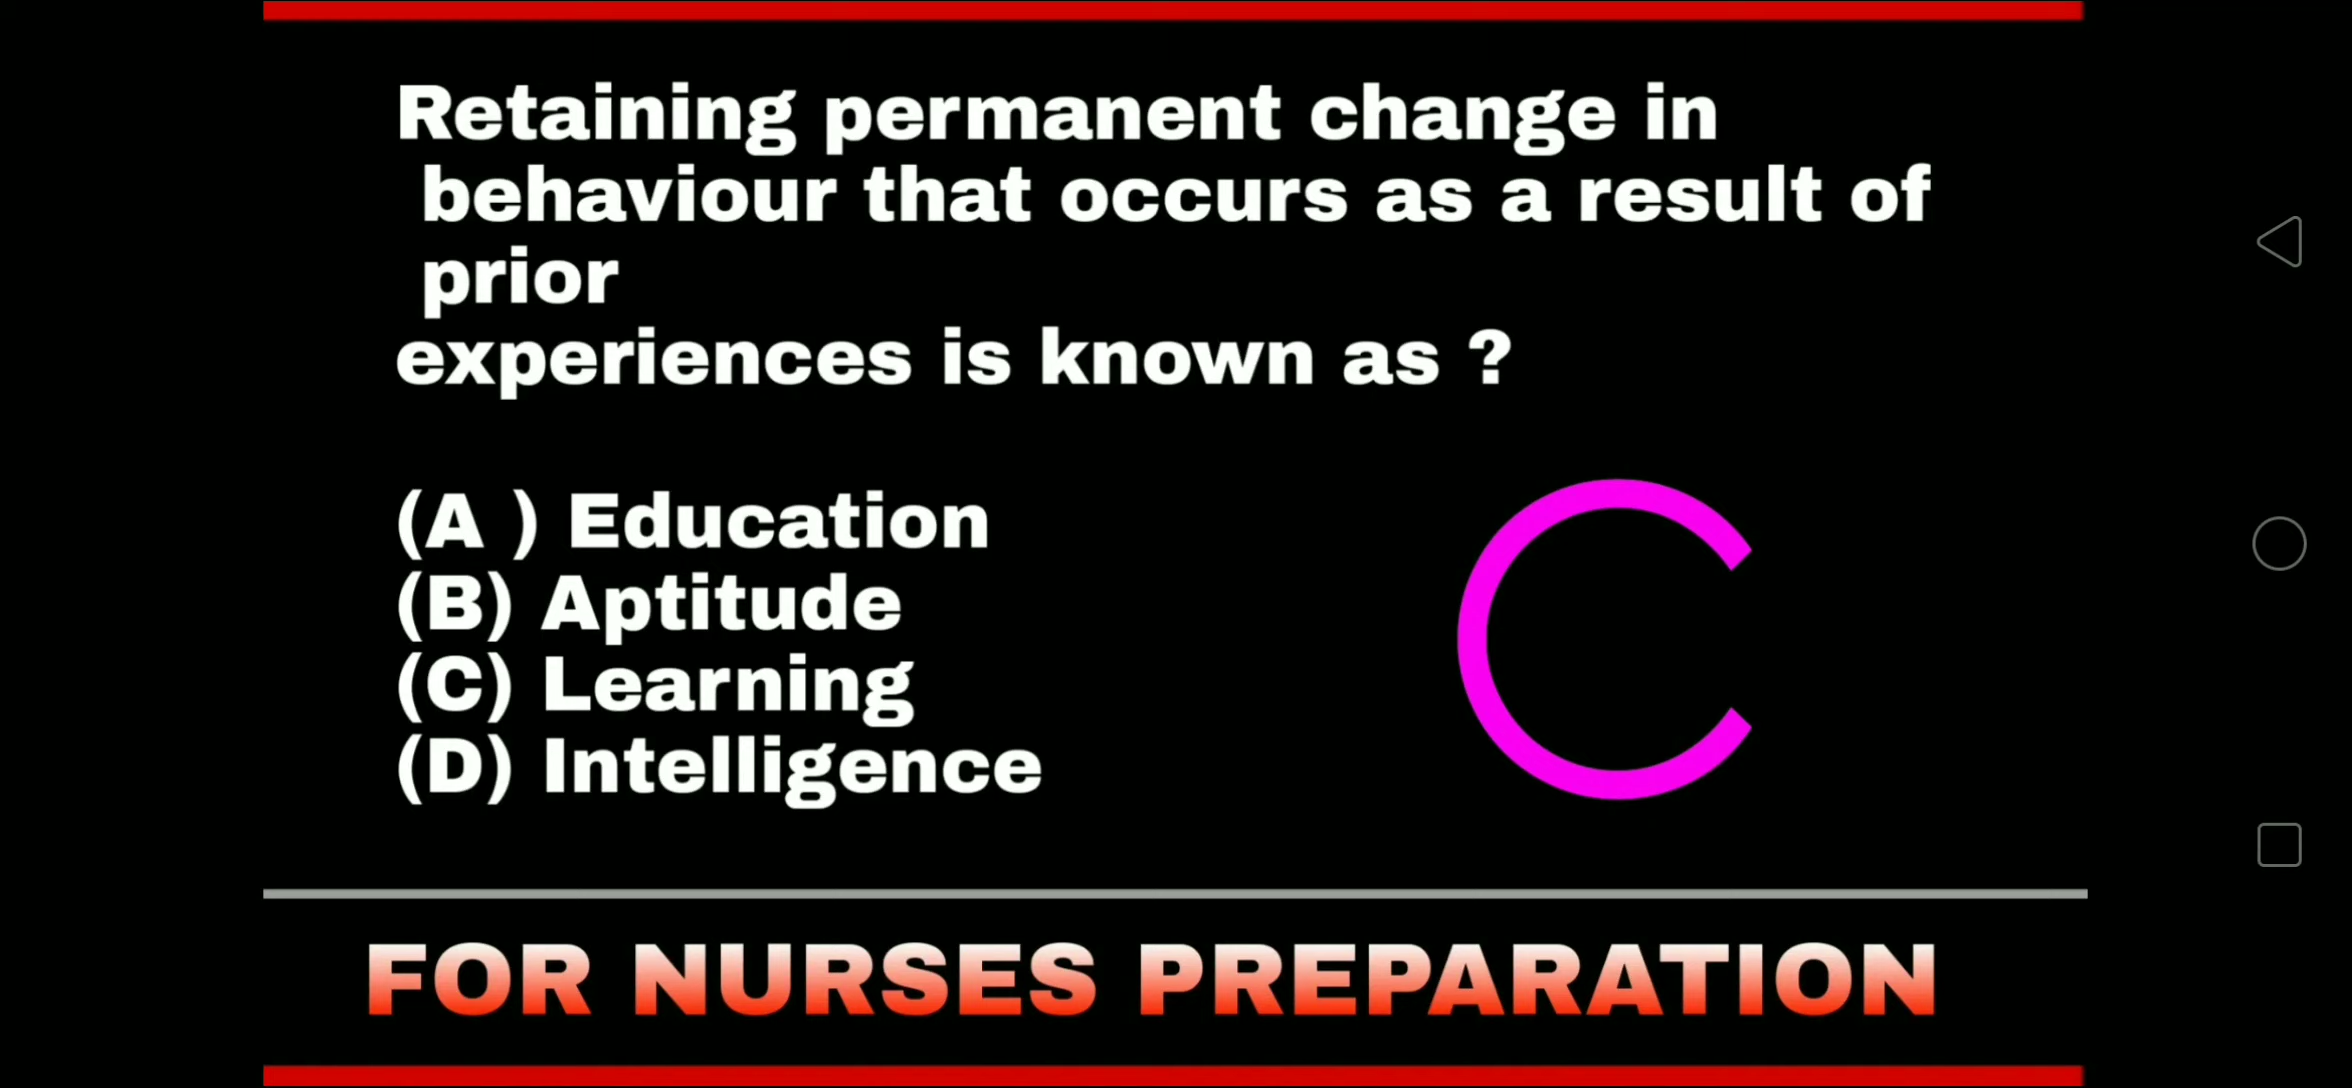 Retaining permanent change in
behaviour that occurs as a result of
prior
experiences is known as ?
(A ) Education
(B) Aptitude
(C) Learning
(D) Intelligence
C
FOR NURSES PREPARATION